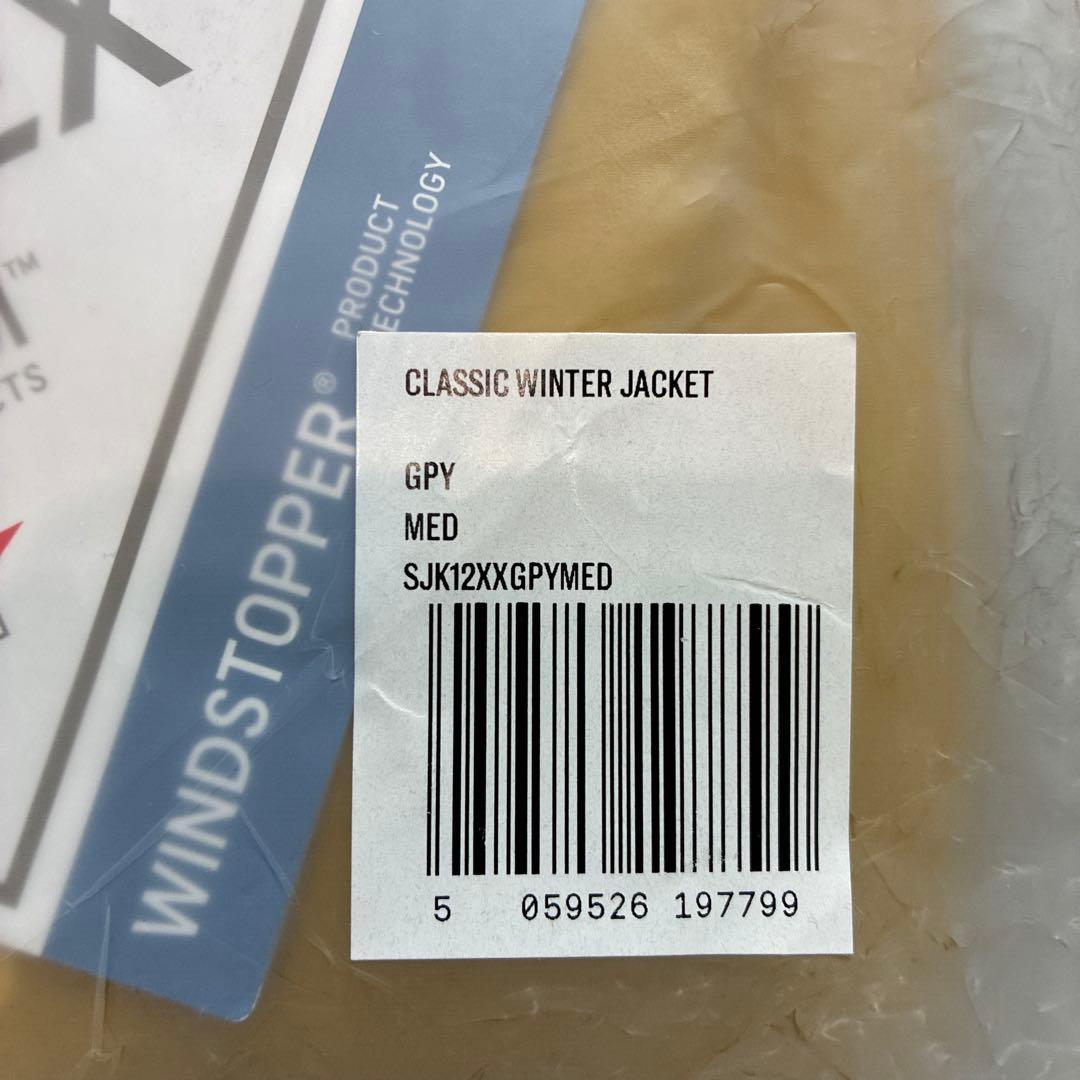 PRODUCT
TECHNOLOGY
WINDSTOPPER®
CLASSIC WINTER JACKET
GPY
MED
SJK12XXGPYMED
5 059526 197799